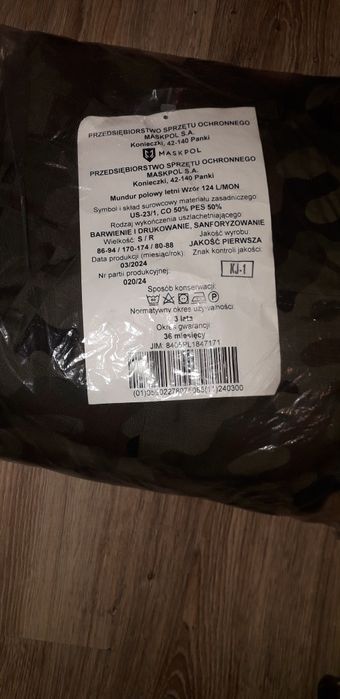 PRZEDSIĘBIORSTWO SPRZĘTU OCHRONNEGO
MASKPOL S.A.
Konieczki, 42-140 Panki
MASKPOL
PRZEDSIĘBIORSTWO SPRZĘTU OCHRONNEGO
MASKPOL S.A.
Konieczki, 42-140 Panki
Mundur polowy letni Wzór 124 L/MON
Symbol i skład surowcowy materiału zasadniczego:
US-23/1, CO 50% PES 50%
Rodzaj wykończenia uszlachetniającego:
BARWIENIE I DRUKOWANIE, SANFORYZOWANIE
Wielkość: S / R Jakość wyrobu:
86-94 / 170-174 / 80-88 JAKOŚĆ PIERWSZA
Data produkcji (miesiąc/rok): Znak kontroli jakości:
03/2024
Nr partii produkcyjnej: KJ-1
020/24
Sposób konserwacji:
Normatywny okres używalności:
3 lata
Okres gwarancji
36 miesięcy
JIM: 8405PL1847171